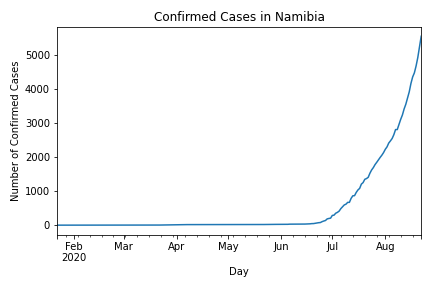 Confirmed Cases in Namibia
Number of Confirmed Cases
5000
4000
3000
2000
1000
0
Feb Mar Apr May Jun Jul Aug
2020
Day